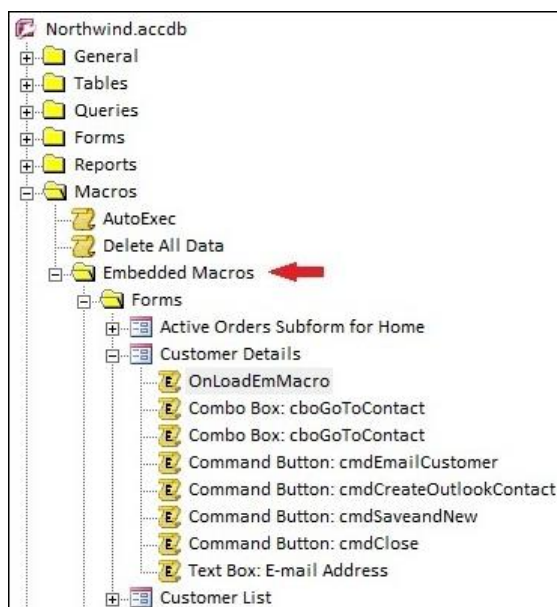 Northwind.accdb
General
Tables
Queries
Forms
Reports
Macros
AutoExec
Delete All Data
Embedded Macros
Forms
Active Orders Subform for Home
Customer Details
OnLoadEmMacro
Combo Box: cboGoToContact
Combo Box: cboGoToContact
Command Button: cmdEmailCustomer
Command Button: cmdCreateOutlookContact
Command Button: cmdSaveandNew
Command Button: cmdClose
Text Box: E-mail Address
Customer List